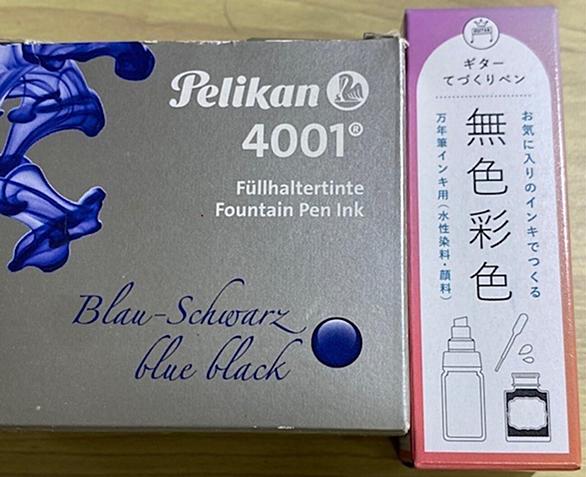 Pelikan
4001®
Füllhaltertinte
Fountain Pen Ink
Blau-Schwarz
blue black
GUITAR
ギター
てづくりペン
お気に入りのインキでつくる
無色彩色
万年筆インキ用(水性染料・顔料)